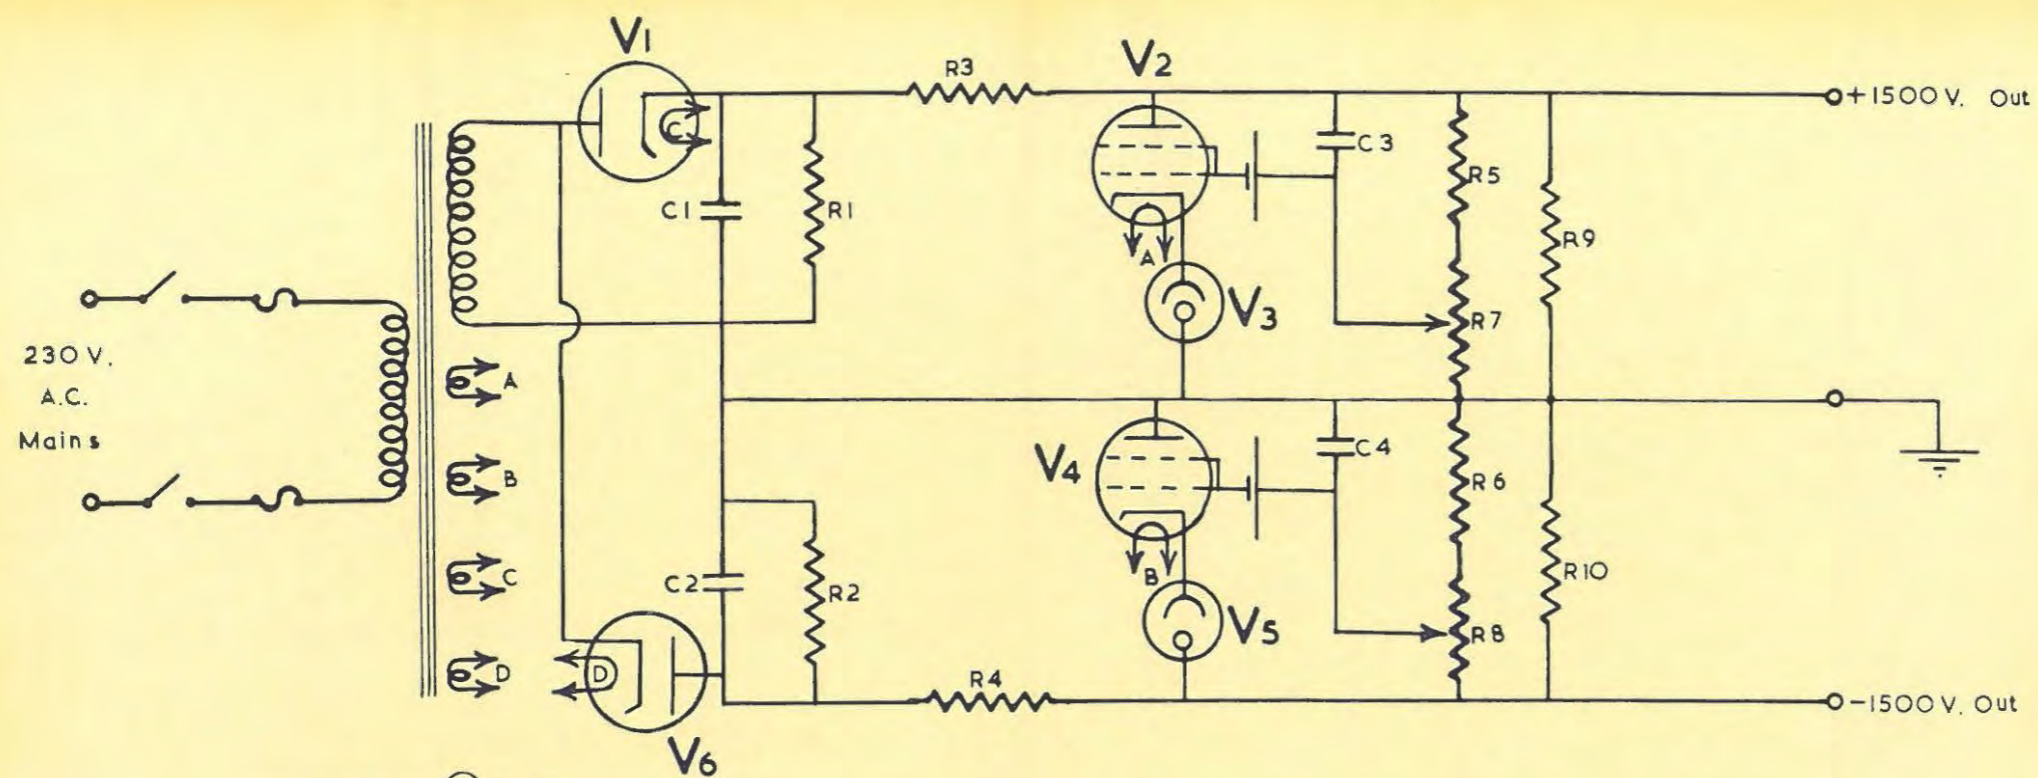 V1
V2
R3
+1500 V. Out
C
C3
C1
R1
R5
R9
A
V3
R7
230 V.
A.C.
Mains
A
B
C
D
V4
C4
R6
R10
B
V5
R8
C2
R2
D
R4
-1500 V. Out
V6